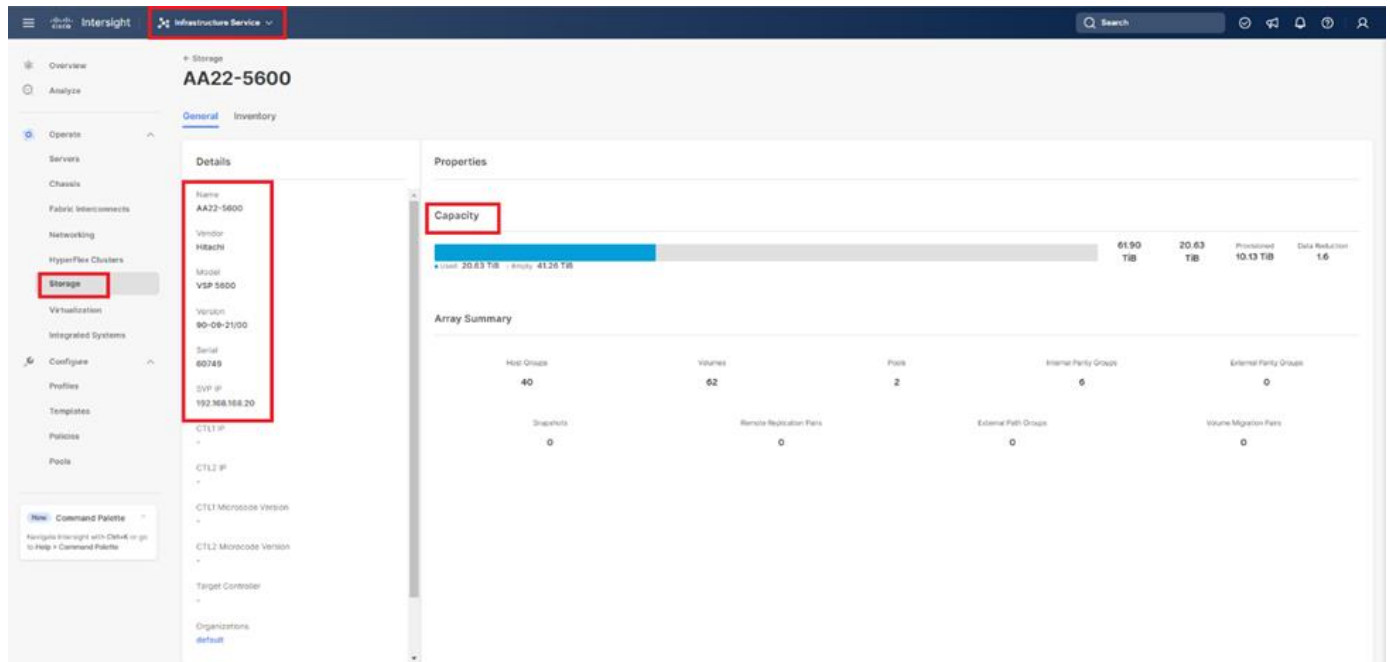 cisco Intersight
Infrastructure Service
Search
Overview
Analyze
Operate
Servers
Chassis
Fabric Interconnects
Networking
HyperFlex Clusters
Storage
Virtualization
Integrated Systems
Configure
Profiles
Templates
Policies
Pools
New Command Palette
Navigate Intersight with Ctrl+K or go
to Help > Command Palette
← Storage
AA22-5600
General Inventory
Details
Name
AA22-5600
Vendor
Hitachi
Model
VSP 5600
Version
90-09-21/00
Serial
60749
SVP IP
192.168.168.20
CTL1 IP
-
CTL2 IP
-
CTL1 Microcode Version
-
CTL2 Microcode Version
-
Target Controller
-
Organizations
default
Properties
Capacity
61.90 TiB
20.63 TiB
Provisioned
10.13 TiB
Data Reduction
1.6
Used 20.63 TiB Empty 41.26 TiB
Array Summary
Host Groups Volumes Pools Internal Parity Groups External Parity Groups
40 62 2 6 0
Snapshots Remote Replication Pairs External Path Groups Volume Migration Pairs
0 0 0 0